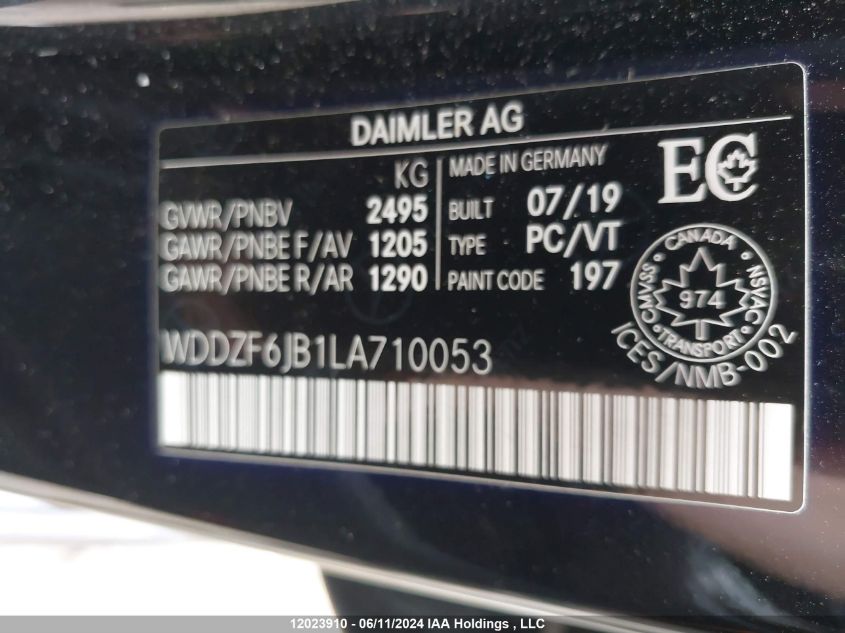 DAIMLER AG
KG
GVWR/PNBV 2495
GAWR/PNBE F/AV 1205
GAWR/PNBE R/AR 1290
MADE IN GERMANY
BUILT 07/19
TYPE PC/VT
PAINT CODE 197
EC
CANADA
CMVSS
NSVAC
974
TRANSPORT
ICES/NMB-002
WDDZF6JB1LA710053
12023910 - 06/11/2024 IAA Holdings , LLC